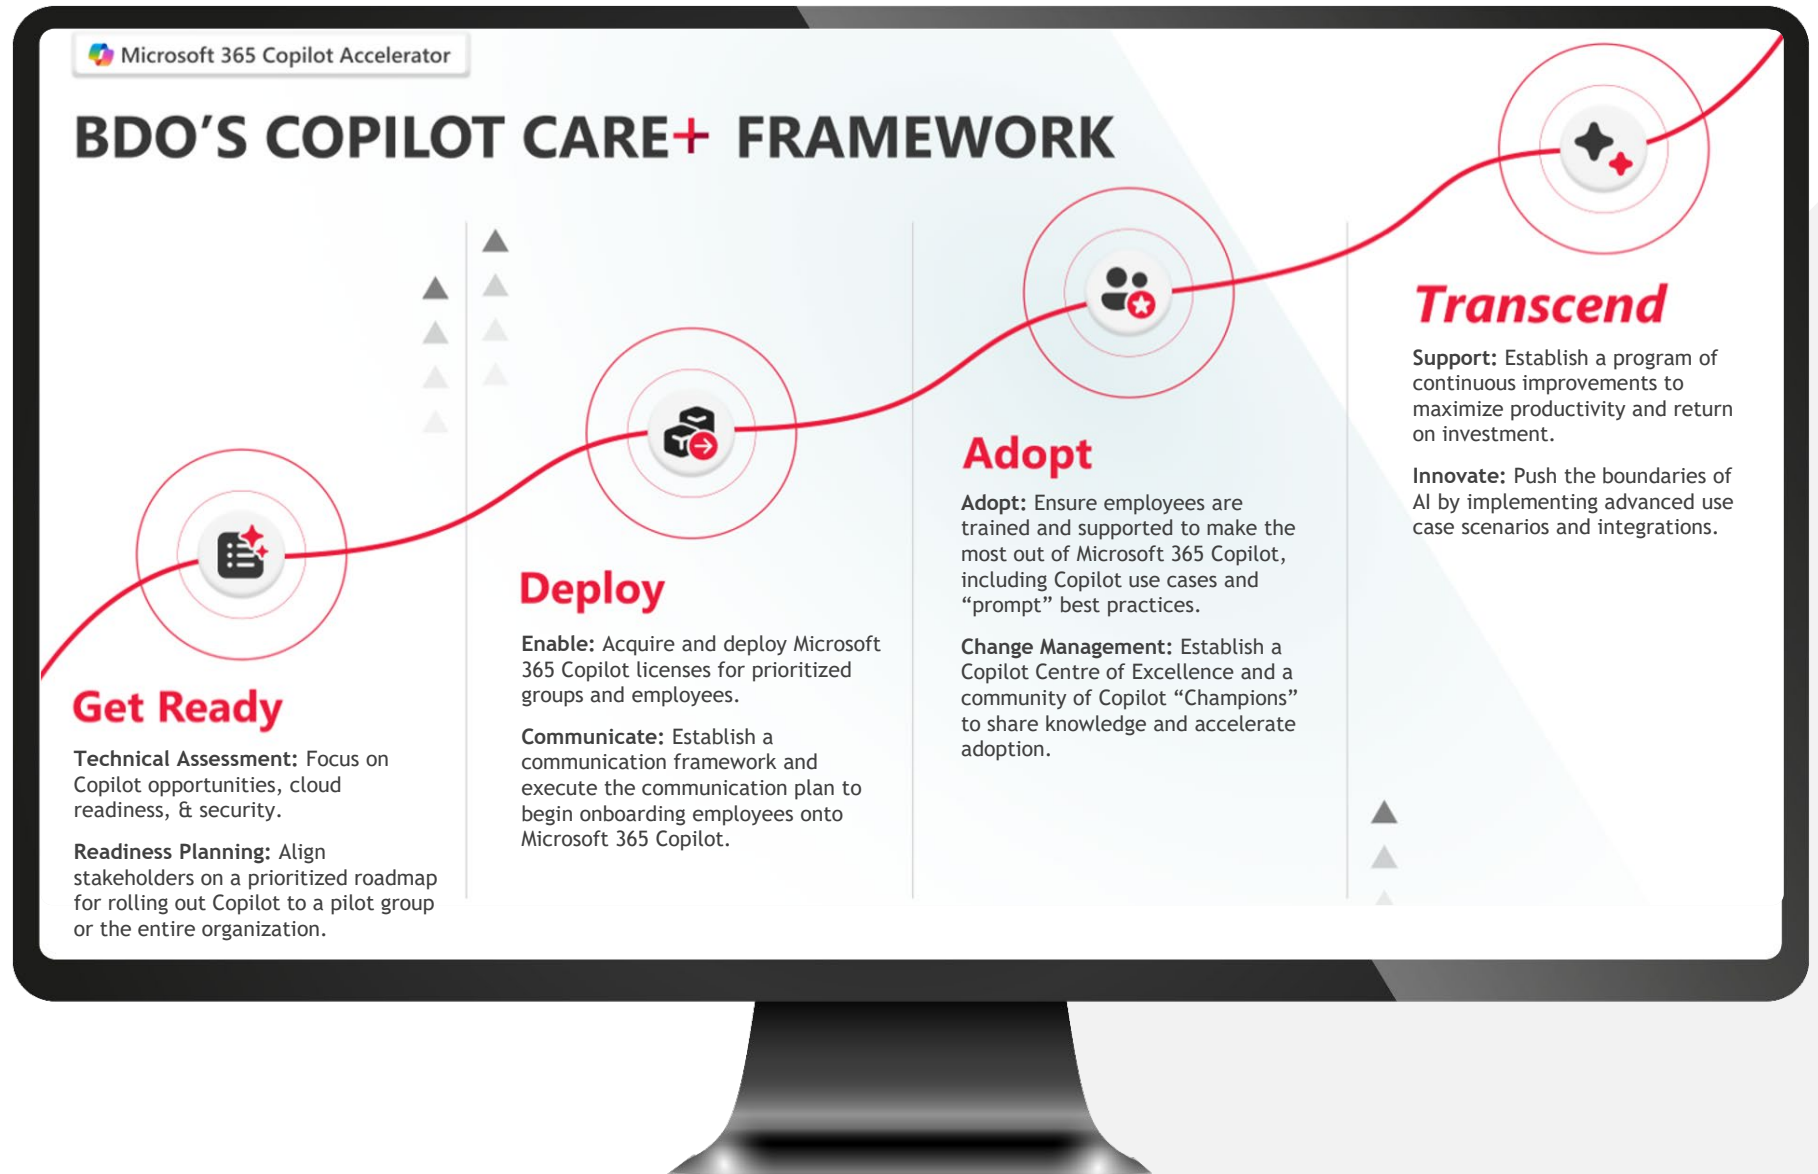 Microsoft 365 Copilot Accelerator
BDO’S COPILOT CARE+ FRAMEWORK
Get Ready
Technical Assessment: Focus on
Copilot opportunities, cloud
readiness, & security.
Readiness Planning: Align
stakeholders on a prioritized roadmap
for rolling out Copilot to a pilot group
or the entire organization.
Deploy
Enable: Acquire and deploy Microsoft
365 Copilot licenses for prioritized
groups and employees.
Communicate: Establish a
communication framework and
execute the communication plan to
begin onboarding employees onto
Microsoft 365 Copilot.
Adopt
Adopt: Ensure employees are
trained and supported to make the
most out of Microsoft 365 Copilot,
including Copilot use cases and
“prompt” best practices.
Change Management: Establish a
Copilot Centre of Excellence and a
community of Copilot “Champions”
to share knowledge and accelerate
adoption.
Transcend
Support: Establish a program of
continuous improvements to
maximize productivity and return
on investment.
Innovate: Push the boundaries of
AI by implementing advanced use
case scenarios and integrations.